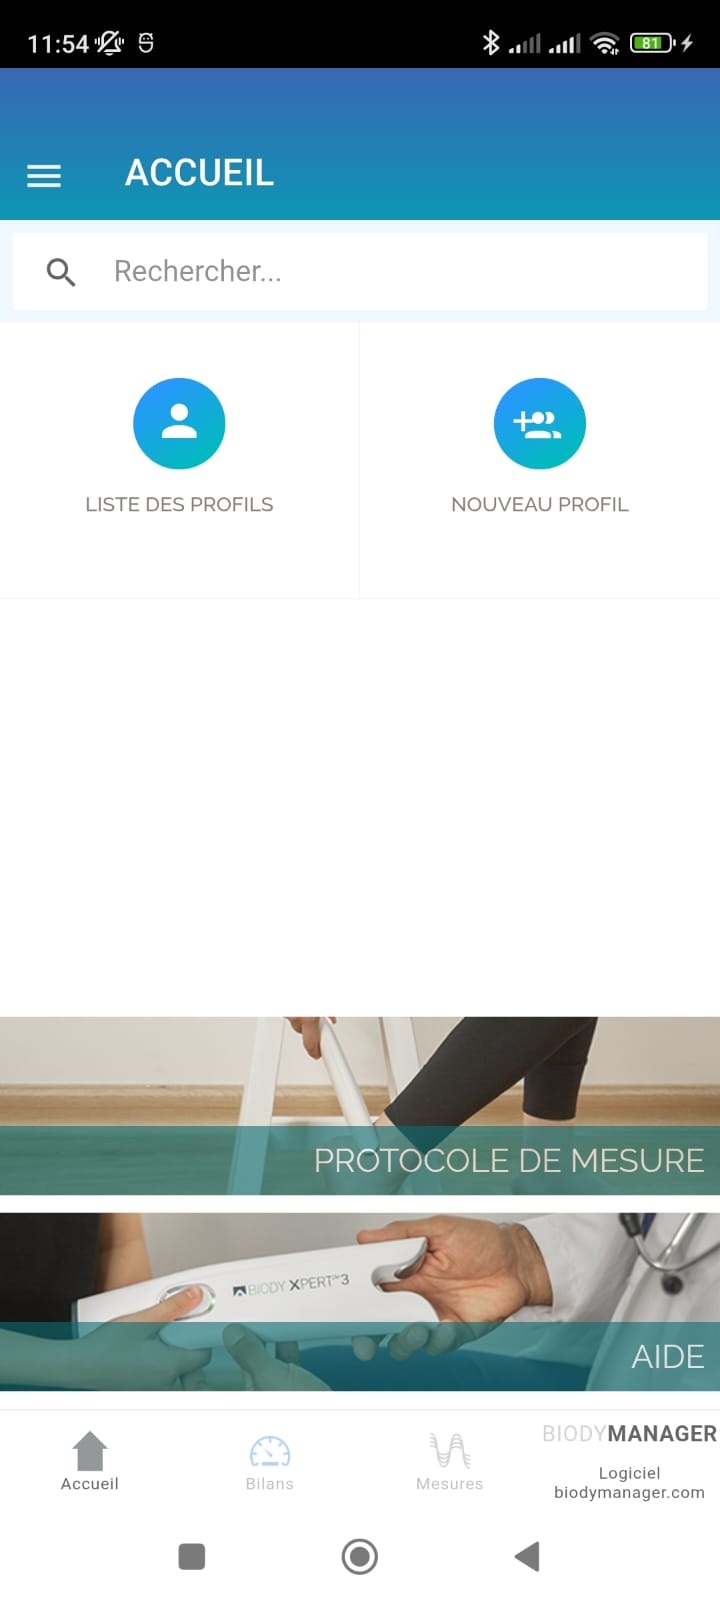 11:54
81
ACCUEIL
Rechercher...
LISTE DES PROFILS
NOUVEAU PROFIL
PROTOCOLE DE MESURE
BIODY XPERT™3
AIDE
BIODYMANAGER
Logiciel
biodymanager.com
Accueil
Bilans
Mesures